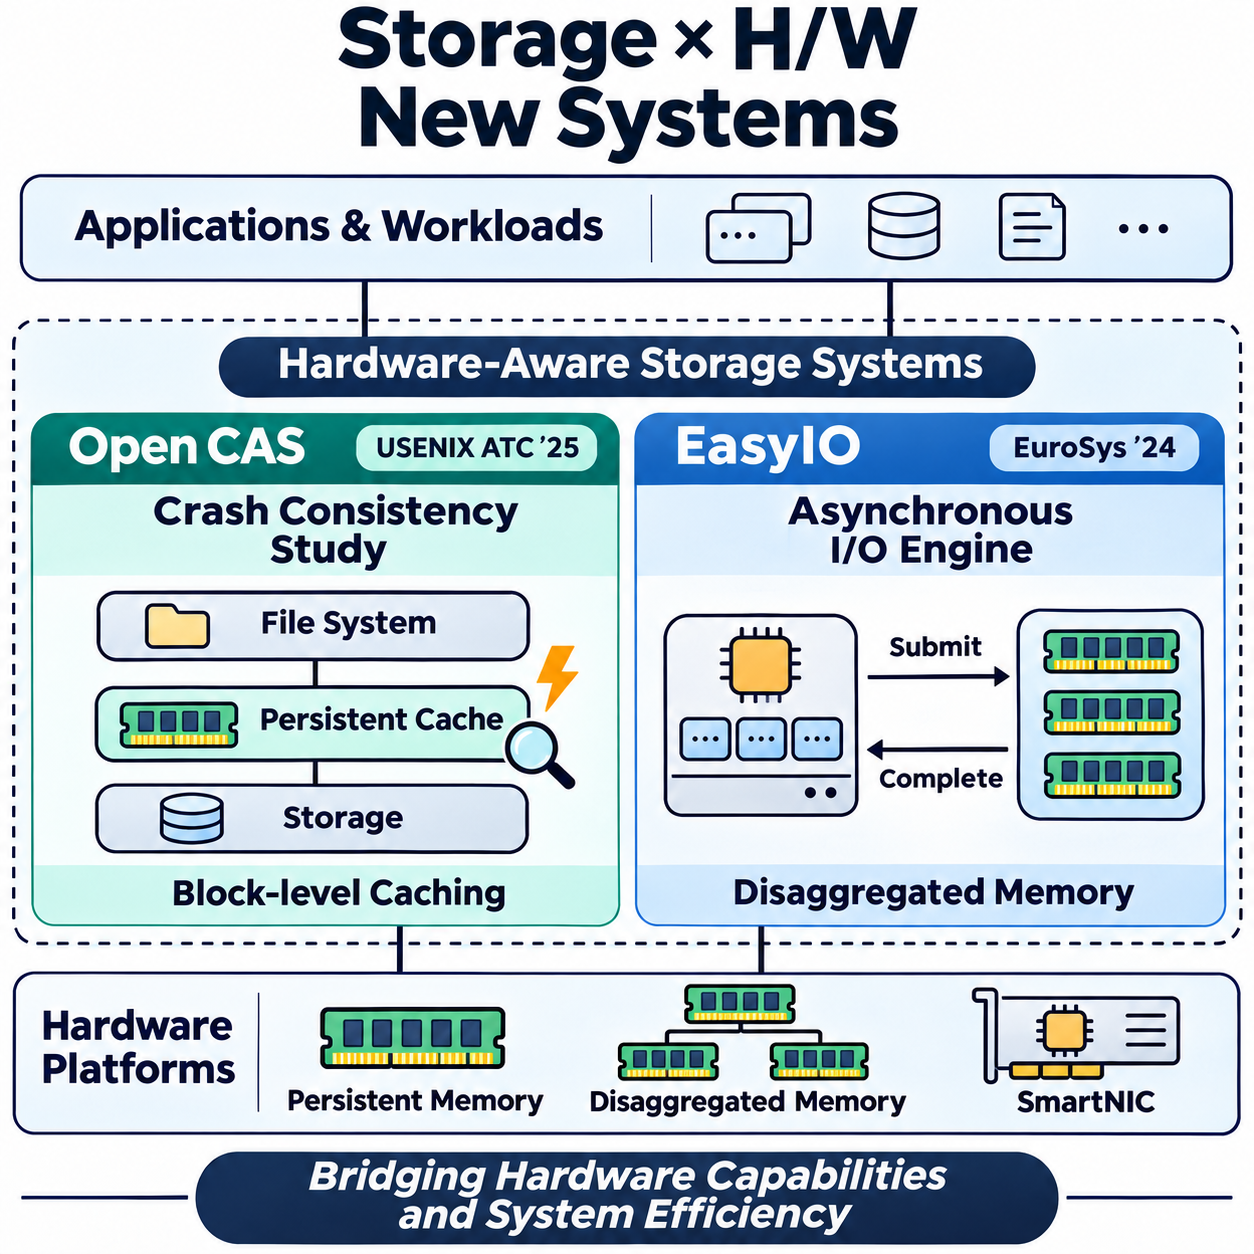 Storage × H/W
New Systems
Applications & Workloads
Hardware-Aware Storage Systems
Open CAS
USENIX ATC ’25
Crash Consistency
Study
File System
Persistent Cache
Storage
Block-level Caching
EasyIO
EuroSys ’24
Asynchronous
I/O Engine
Submit
Complete
Disaggregated Memory
Hardware
Platforms
Persistent Memory
Disaggregated Memory
SmartNIC
Bridging Hardware Capabilities
and System Efficiency